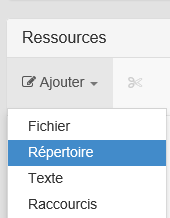 Ressources
Ajouter
Fichier
Répertoire
Texte
Raccourcis